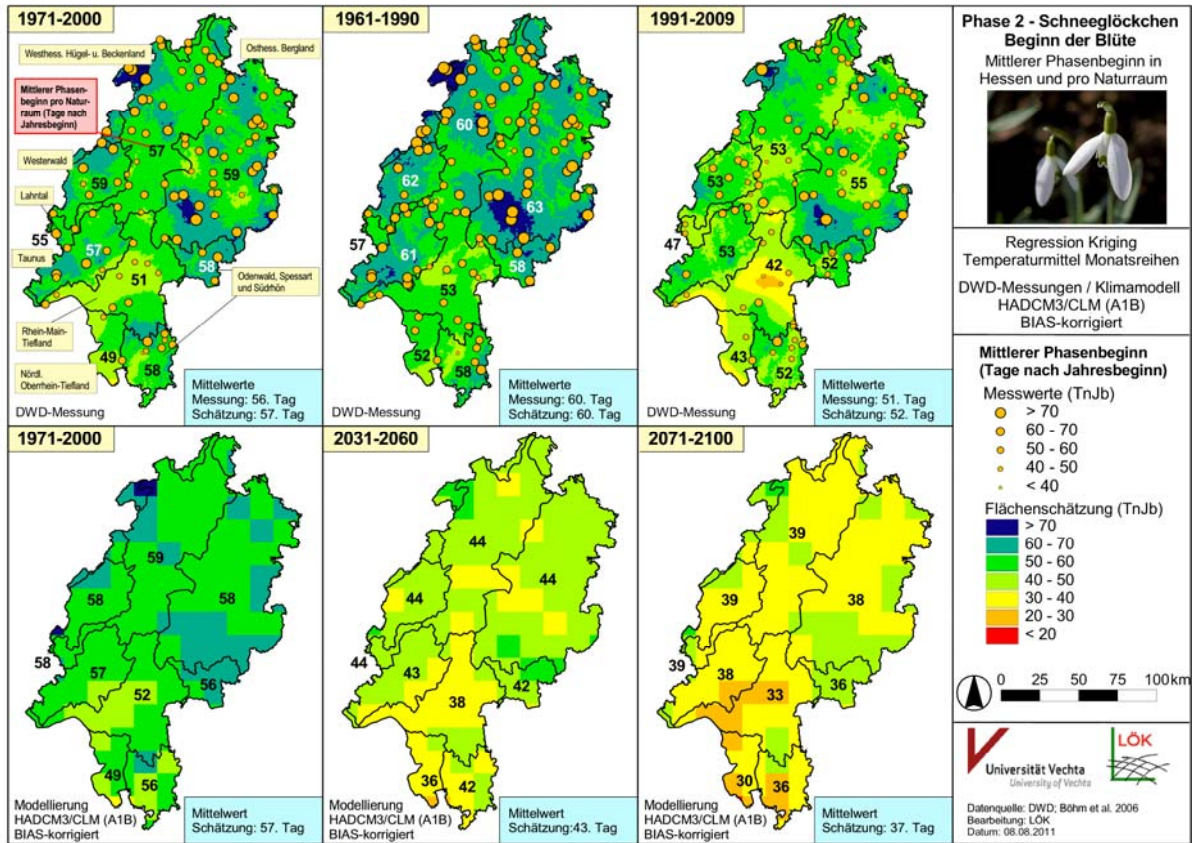 1971-2000
Westhess. Hügel- u. Beckenland
Osthess. Bergland
Mittlerer Phasen-
beginn pro Natur-
raum (Tage nach
Jahresbeginn)
57
Westerwald
59
59
Lahntal
55
57
Taunus
58
51
Odenwald, Spessart
und Südrhön
Rhein-Main-
Tiefland
49
58
Nördl.
Oberrhein-Tiefland
DWD-Messung
Mittelwerte
Messung: 56. Tag
Schätzung: 57. Tag
1961-1990
60
62
63
57
61
58
53
52
58
DWD-Messung
Mittelwerte
Messung: 60. Tag
Schätzung: 60. Tag
1991-2009
53
53
55
47
53
42
52
43
52
DWD-Messung
Mittelwerte
Messung: 51. Tag
Schätzung: 52. Tag
1971-2000
59
58
58
58
57
52
56
49
56
Modellierung
HADCM3/CLM (A1B)
BIAS-korrigiert
Mittelwert
Schätzung: 57. Tag
2031-2060
44
44
44
44
43
42
38
36
42
Modellierung
HADCM3/CLM (A1B)
BIAS-korrigiert
Mittelwert
Schätzung:43. Tag
2071-2100
39
39
38
39
38
36
33
30
36
Modellierung
HADCM3/CLM (A1B)
BIAS-korrigiert
Mittelwert
Schätzung: 37. Tag
Phase 2 - Schneeglöckchen
Beginn der Blüte
Mittlerer Phasenbeginn in
Hessen und pro Naturraum
Regression Kriging
Temperaturmittel Monatsreihen
DWD-Messungen / Klimamodell
HADCM3/CLM (A1B)
BIAS-korrigiert
Mittlerer Phasenbeginn
(Tage nach Jahresbeginn)
Messwerte (TnJb)
> 70
60 - 70
50 - 60
40 - 50
< 40
Flächenschätzung (TnJb)
> 70
60 - 70
50 - 60
40 - 50
30 - 40
20 - 30
< 20
0 25 50 75 100km
Universität Vechta
University of Vechta
LÖK
Datenquelle: DWD; Böhm et al. 2006
Bearbeitung: LÖK
Datum: 08.08.2011